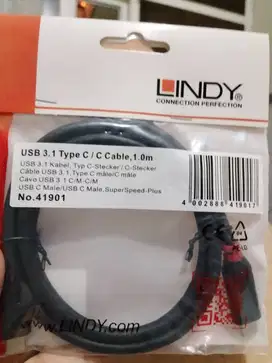 LINDY
CONNECTION PERFECTION
USB 3.1 Type C / C Cable, 1.0m
USB 3.1 Kabel, Typ C-Stecker / C-Stecker
Câble USB 3.1, Type C mâle/C mâle
Cavo USB 3.1 C/M-C/M
USB C Male/USB C Male, SuperSpeed-Plus
No.41901
4 002888 419017
www.LINDY.com